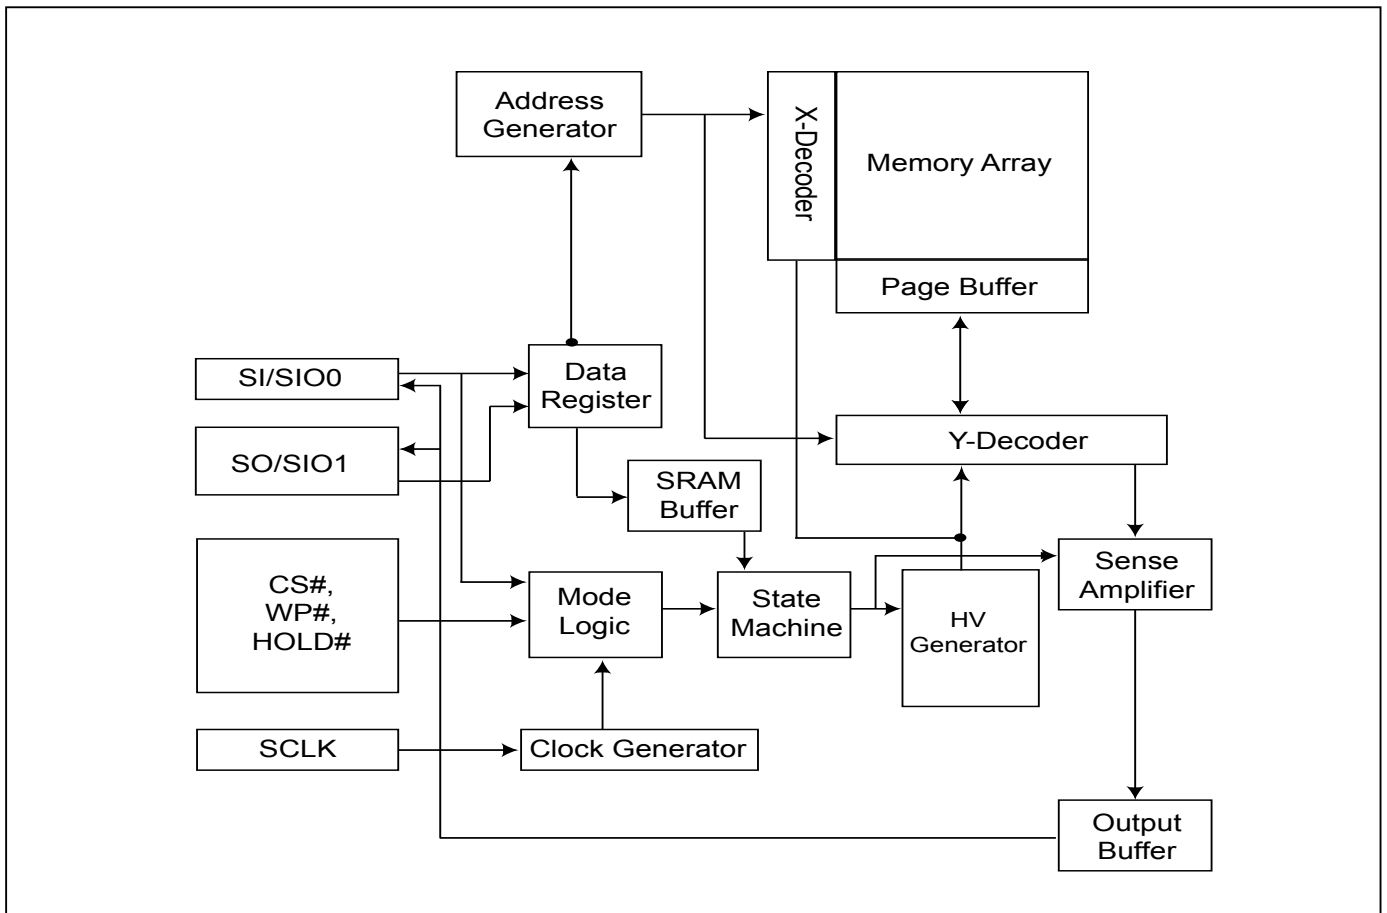 Address
Generator
X-Decoder
Memory Array
Page Buffer
SI/SIO0
Data
Register
SO/SIO1
Y-Decoder
SRAM
Buffer
CS#,
WP#,
HOLD#
Mode
Logic
State
Machine
HV
Generator
Sense
Amplifier
SCLK
Clock Generator
Output
Buffer